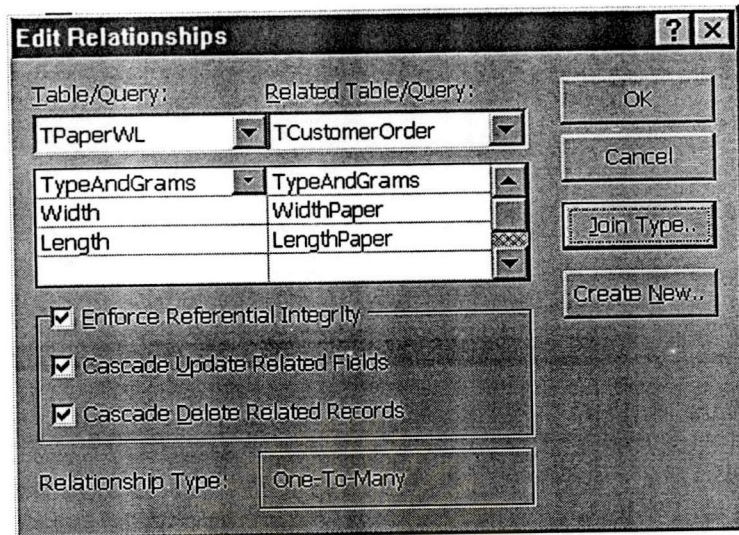 Edit Relationships ? ×
Table/Query: Related Table/Query: OK
TPaperWL TCustomerOrder
Cancel
TypeAndGrams TypeAndGrams
Width WidthPaper
Join Type..
Length LengthPaper
Create New..
Enforce Referential Integrity
Cascade Update Related Fields
Cascade Delete Related Records
Relationship Type: One-To-Many